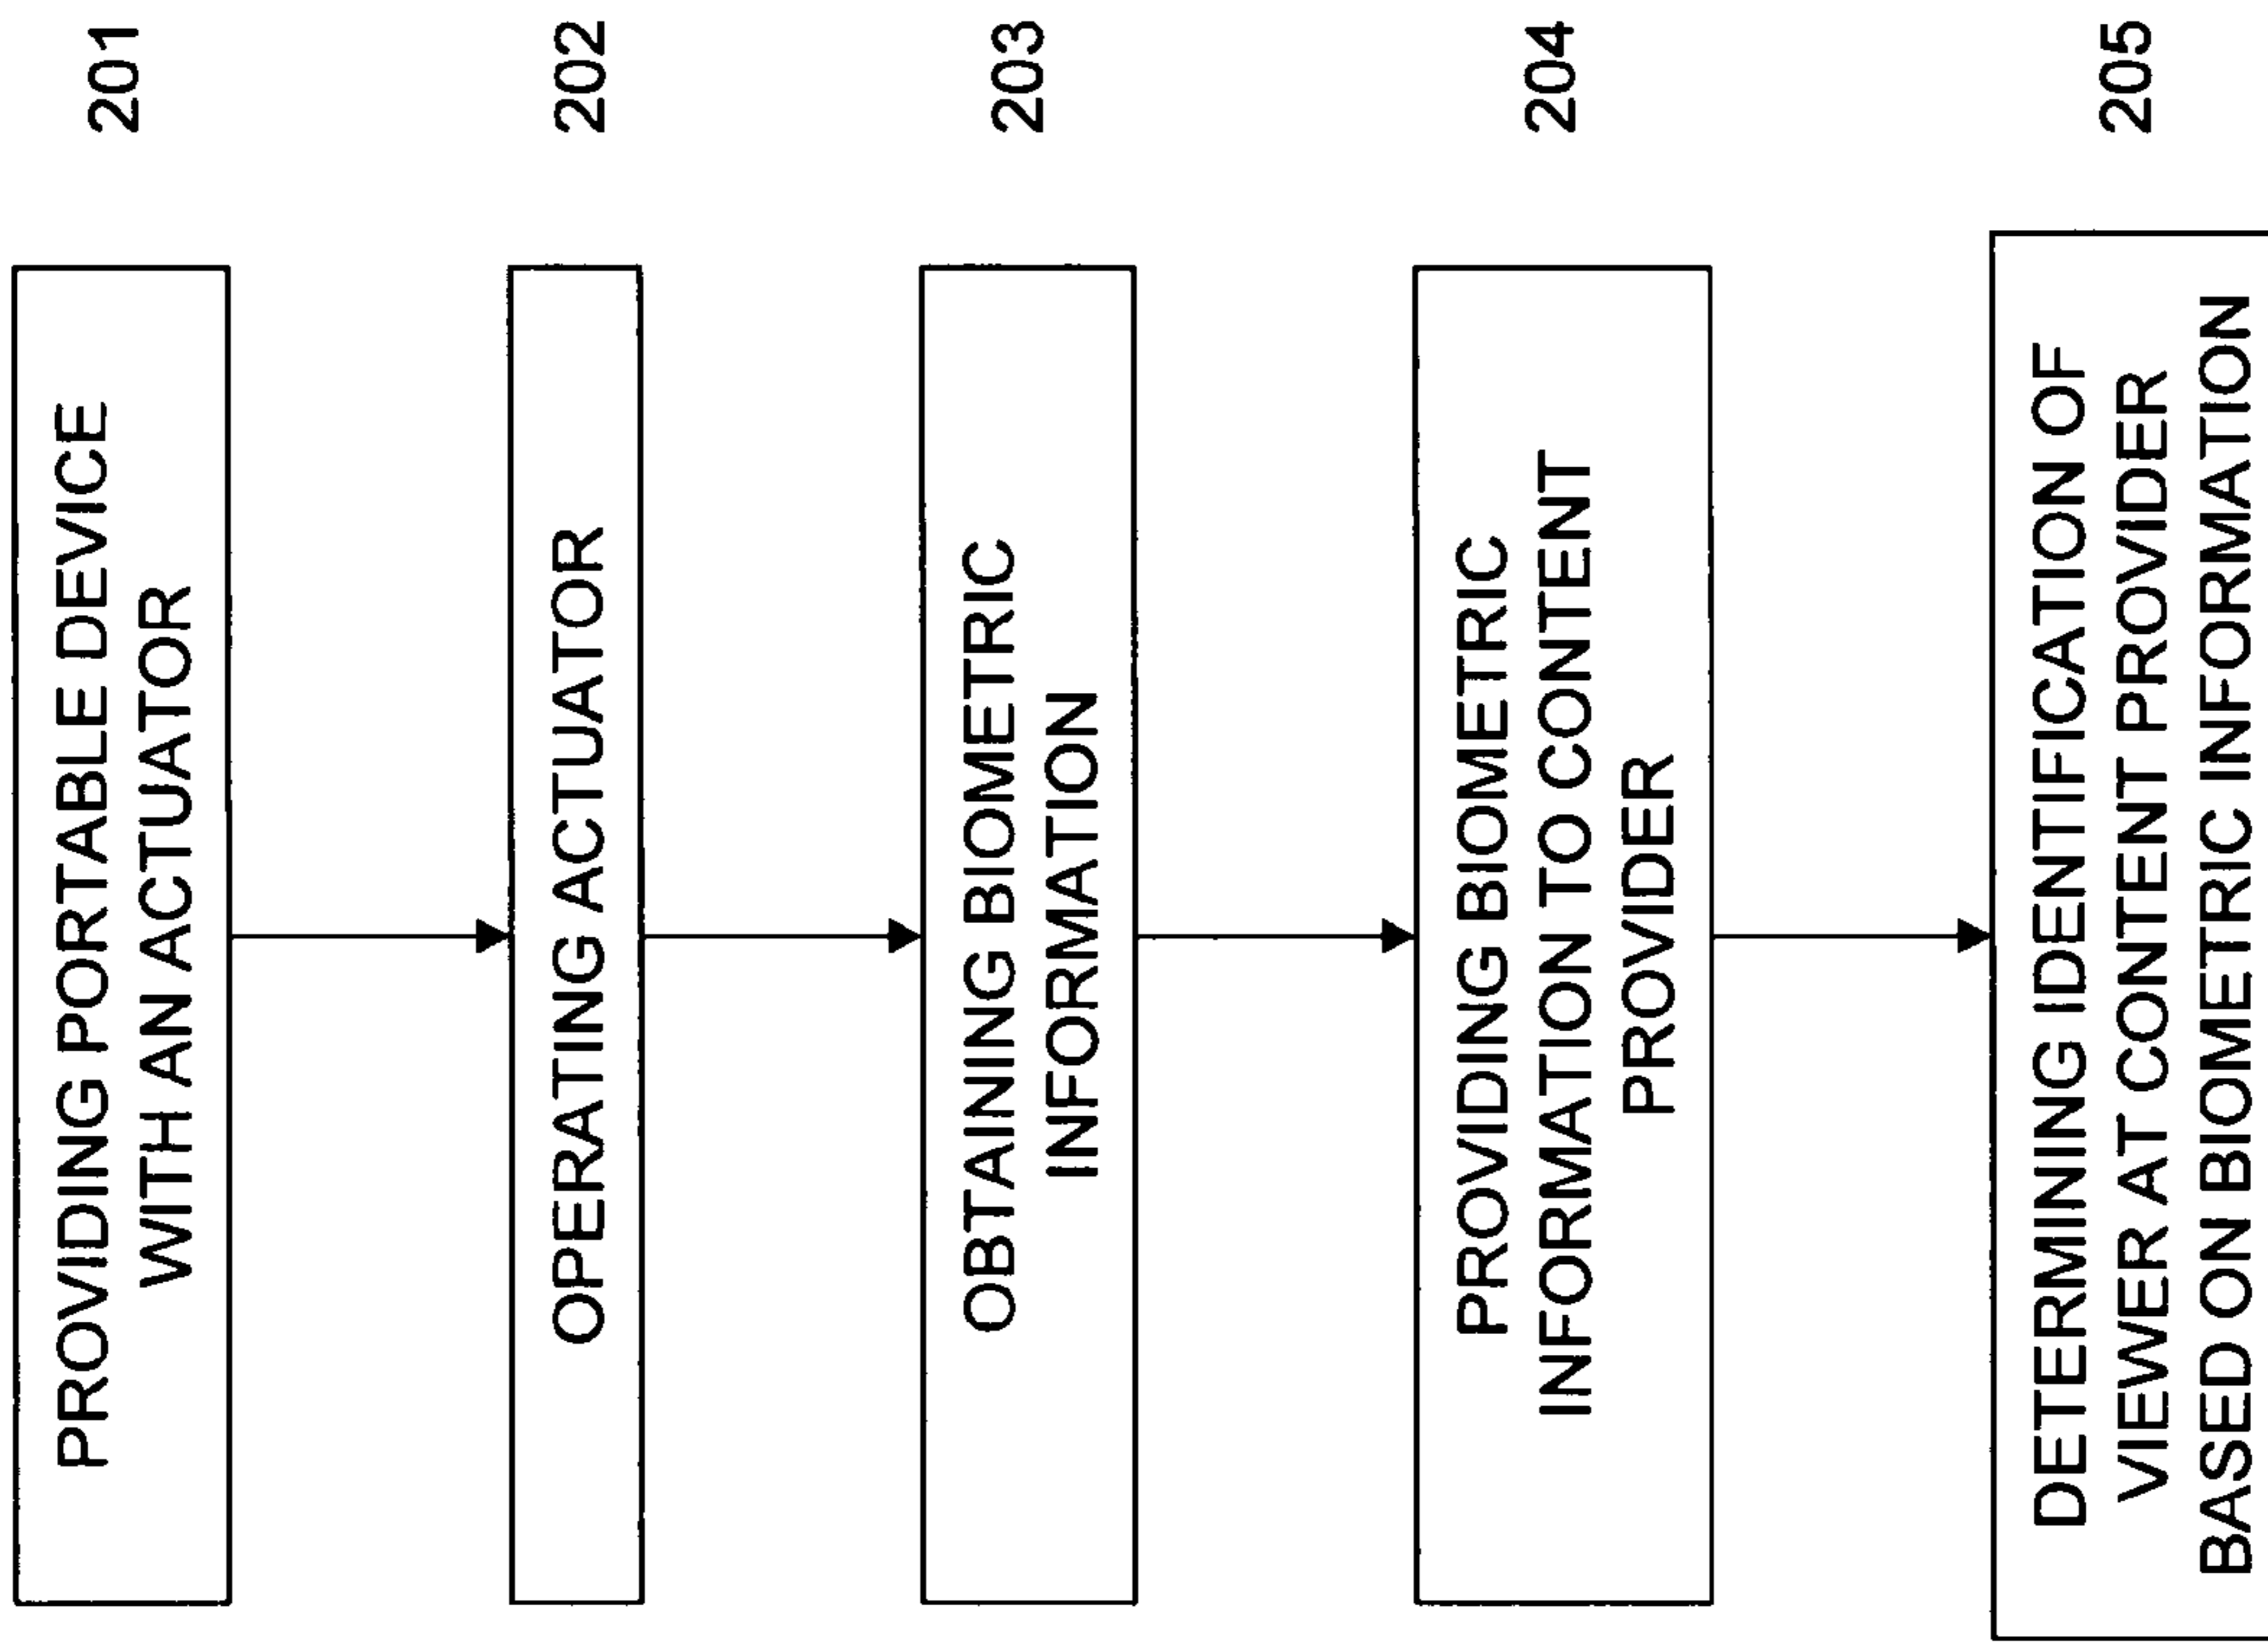 PROVIDING PORTABLE DEVICE
WITH AN ACTUATOR
201
OPERATING ACTUATOR
202
OBTAINING BIOMETRIC
INFORMATION
203
PROVIDING BIOMETRIC
INFORMATION TO CONTENT
PROVIDER
204
DETERMINING IDENTIFICATION OF
VIEWER AT CONTENT PROVIDER
BASED ON BIOMETRIC INFORMATION
205